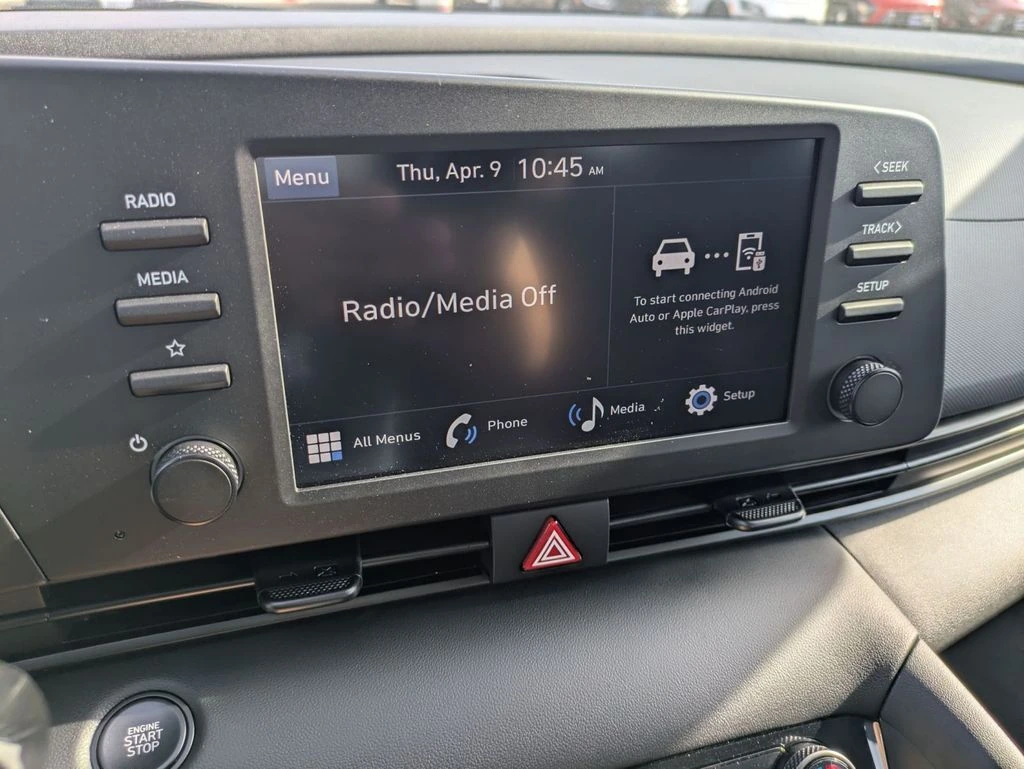 Menu
Thu, Apr. 9 10:45 AM
RADIO
MEDIA
Radio/Media Off
To start connecting Android
Auto or Apple CarPlay, press
this widget.
All Menus
Phone
Media
Setup
<SEEK
TRACK>
SETUP
ENGINE
START
STOP